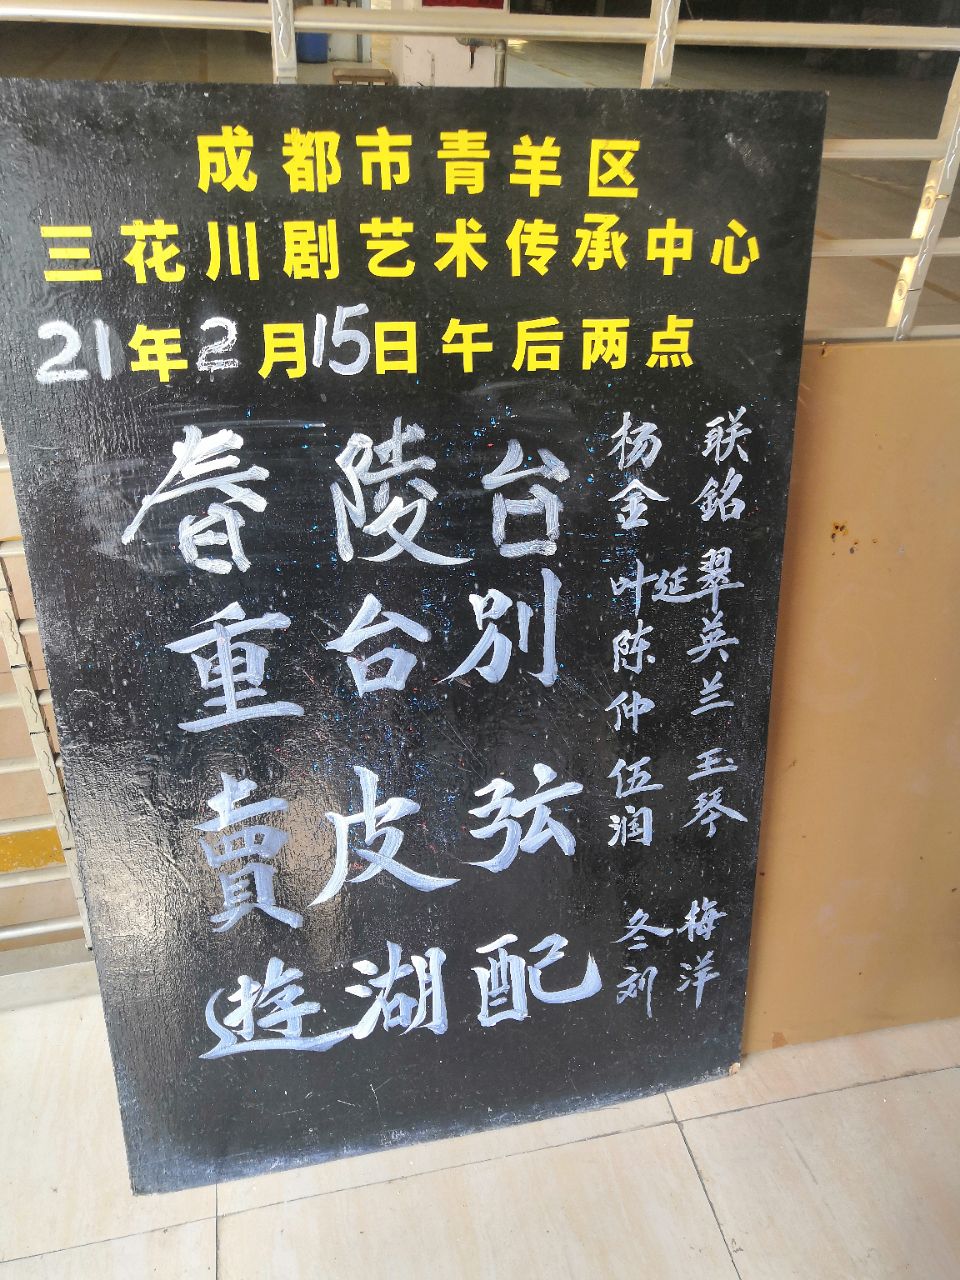 成都市青羊区
三花川剧艺术传承中心
21年2月15日午后两点
陵台
重台别
賣皮弦
遊湖配
杨 联
金 銘
叶延翠
陈英
仲兰
伍玉
润琴
冬梅
刘洋